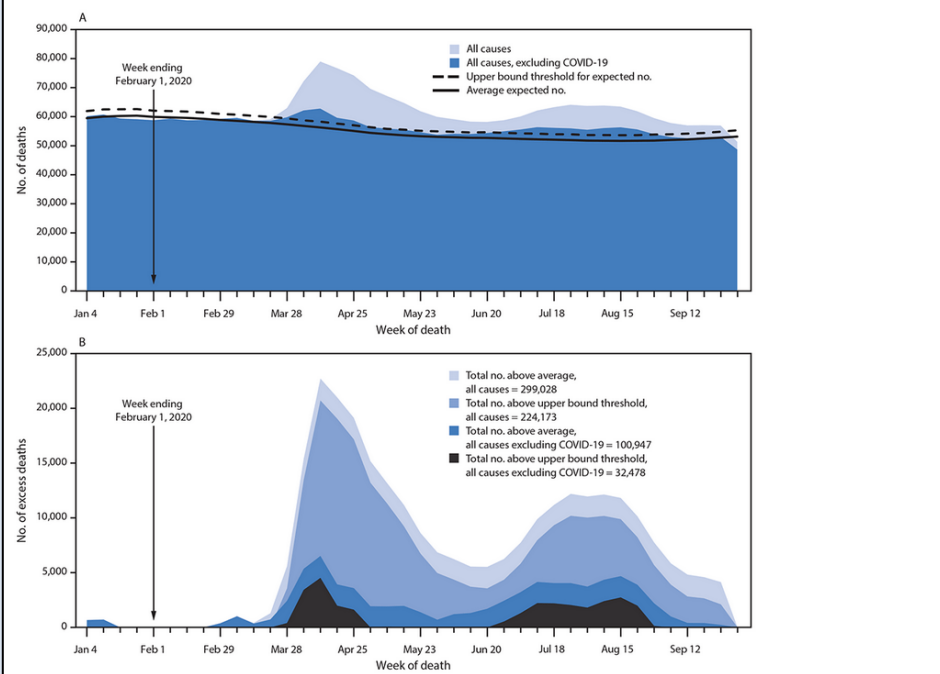 A
90,000
80,000
70,000
60,000
50,000
40,000
30,000
20,000
10,000
0
No. of deaths
Week ending
February 1, 2020
All causes
All causes, excluding COVID-19
Upper bound threshold for expected no.
Average expected no.
Jan 4 Feb 1 Feb 29 Mar 28 Apr 25 May 23 Jun 20 Jul 18 Aug 15 Sep 12
Week of death
B
25,000
20,000
15,000
10,000
5,000
0
No. of excess deaths
Week ending
February 1, 2020
Total no. above average,
all causes = 299,028
Total no. above upper bound threshold,
all causes = 224,173
Total no. above average,
all causes excluding COVID-19 = 100,947
Total no. above upper bound threshold,
all causes excluding COVID-19 = 32,478
Jan 4 Feb 1 Feb 29 Mar 28 Apr 25 May 23 Jun 20 Jul 18 Aug 15 Sep 12
Week of death